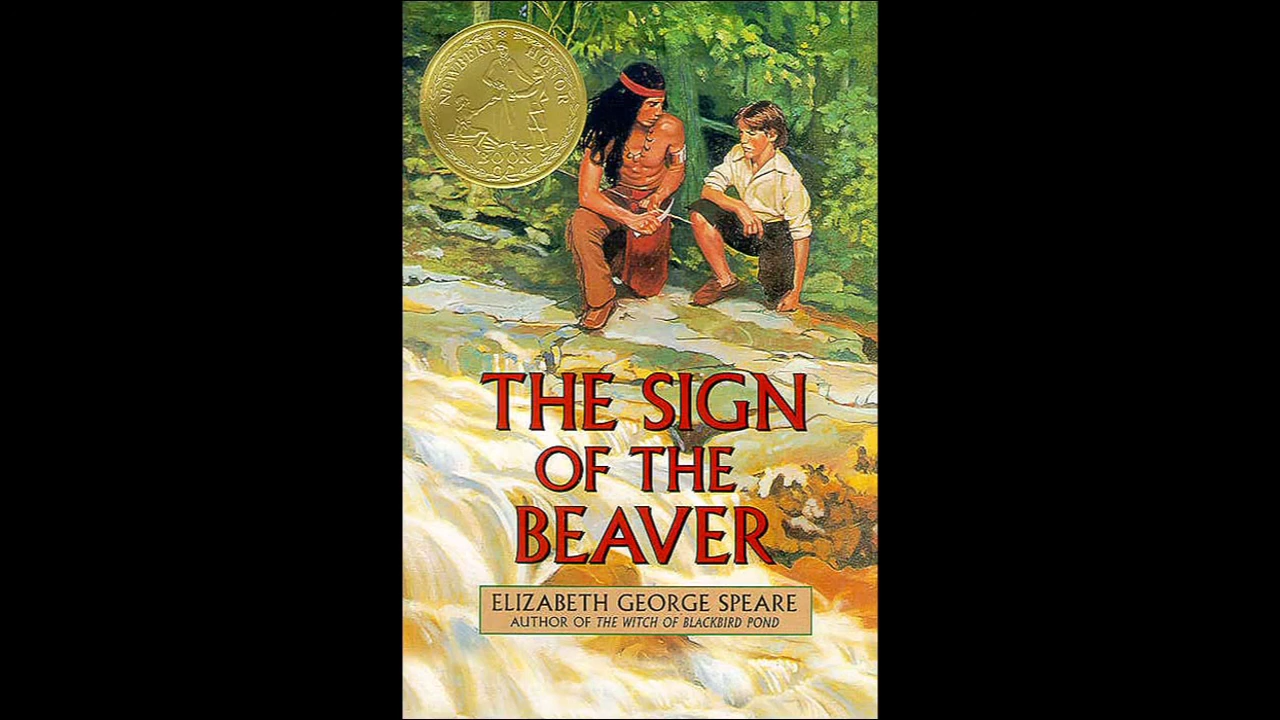 NEWBERY HONOR
BOOK
THE SIGN
OF THE
BEAVER
ELIZABETH GEORGE SPEARE
AUTHOR OF THE WITCH OF BLACKBIRD POND